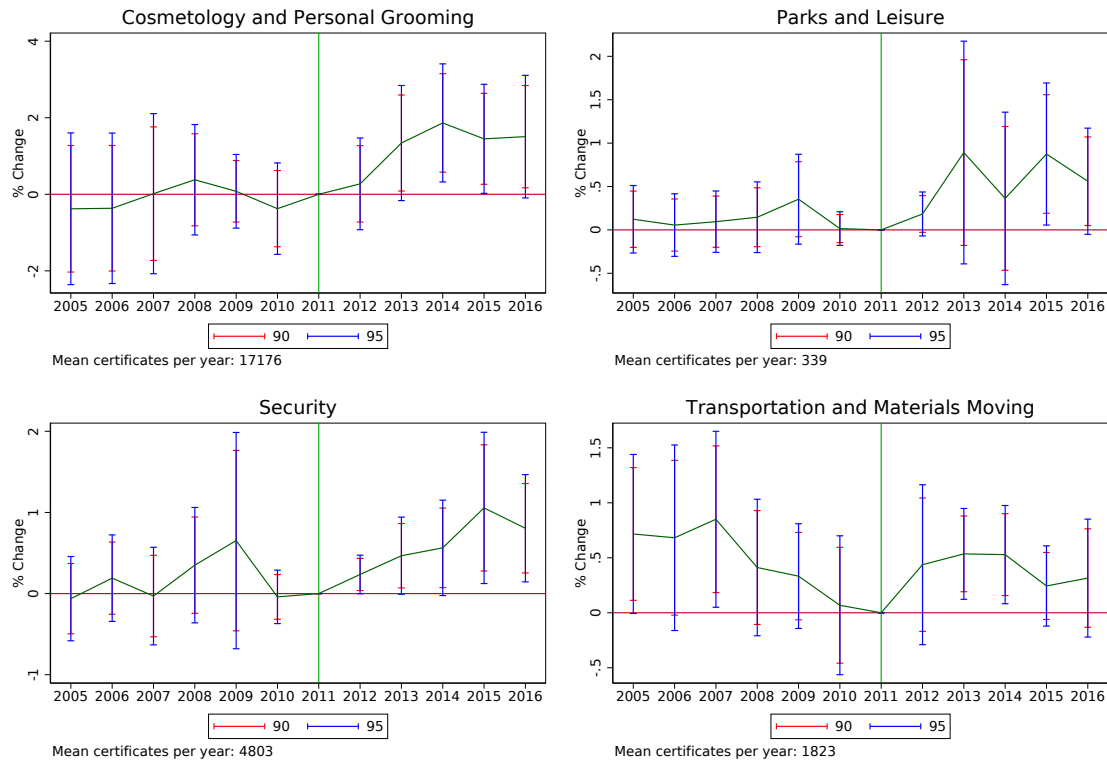 Cosmetology and Personal Grooming
% Change
4
2
0
-2
2005 2006 2007 2008 2009 2010 2011 2012 2013 2014 2015 2016
90 95
Mean certificates per year: 17176
Parks and Leisure
% Change
2
1.5
1
.5
0
-.5
2005 2006 2007 2008 2009 2010 2011 2012 2013 2014 2015 2016
90 95
Mean certificates per year: 339
Security
% Change
2
1
0
-1
2005 2006 2007 2008 2009 2010 2011 2012 2013 2014 2015 2016
90 95
Mean certificates per year: 4803
Transportation and Materials Moving
% Change
1.5
1
.5
0
-.5
2005 2006 2007 2008 2009 2010 2011 2012 2013 2014 2015 2016
90 95
Mean certificates per year: 1823